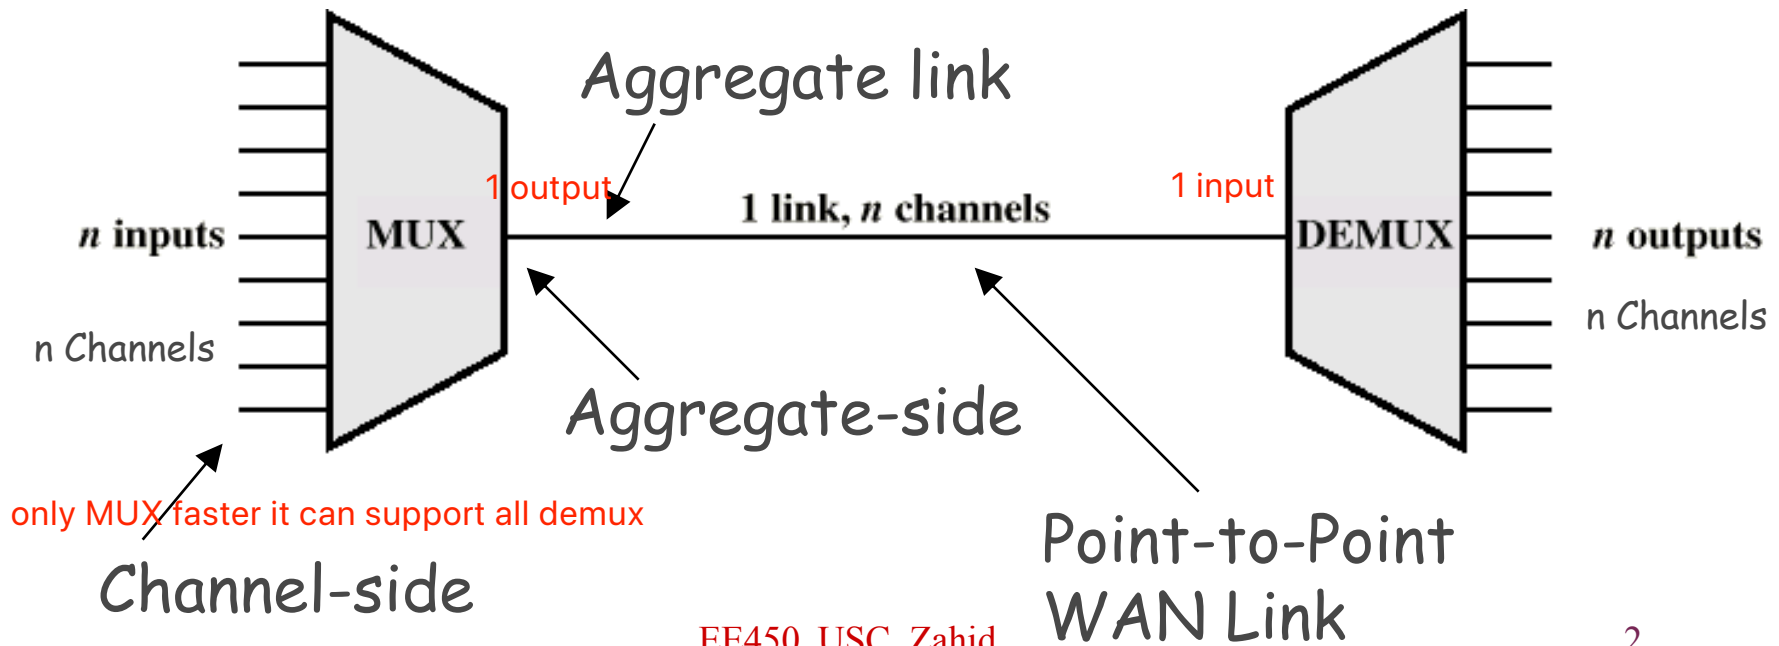 Aggregate link
1 output
1 input
1 link, n channels
n inputs
MUX
DEMUX
n outputs
n Channels
n Channels
Aggregate-side
only MUX faster it can support all demux
Channel-side
Point-to-Point
WAN Link
EE450, USC, Zahid
2